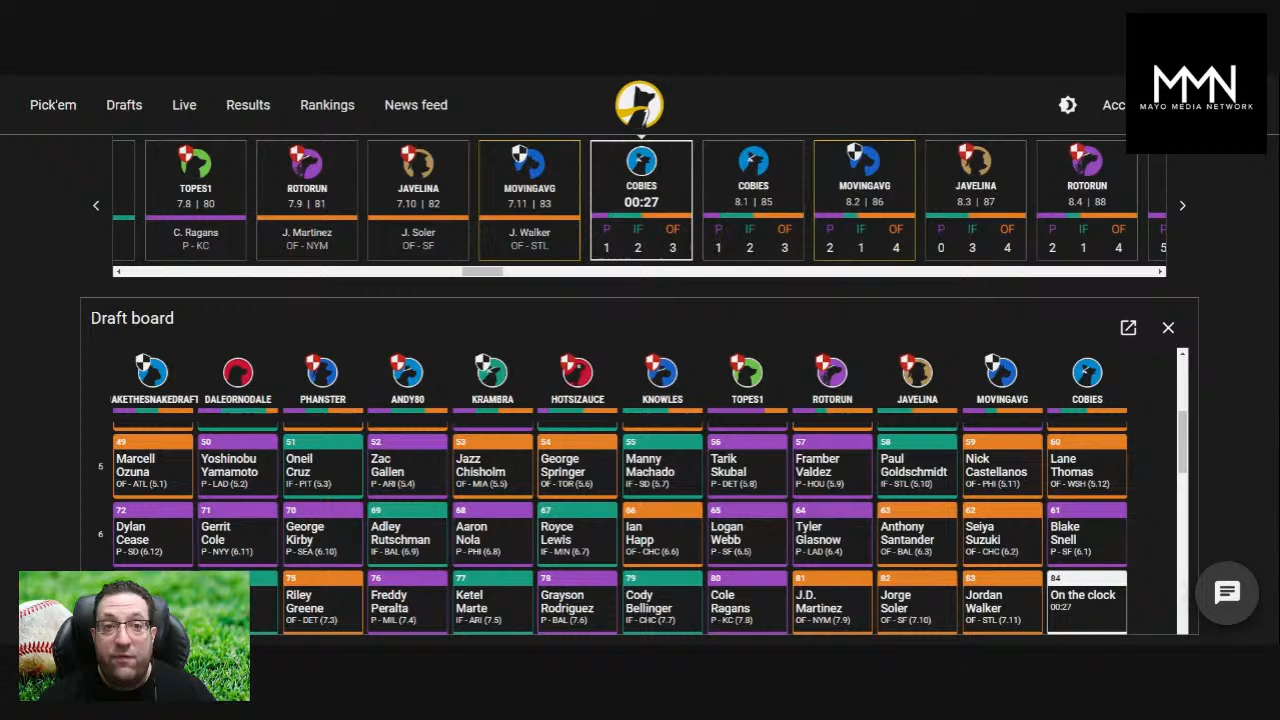 MMN
MAYO MEDIA NETWORK
Pick'em Drafts Live Results Rankings News feed Acc
TOPES1 ROTORUN JAVELINA MOVINGAVG COBIES COBIES MOVINGAVG JAVELINA ROTORUN
7.8 | 80 7.9 | 81 7.10 | 82 7.11 | 83 00:27 8.1 | 85 8.2 | 86 8.3 | 87 8.4 | 88
C. Ragans J. Martinez J. Soler J. Walker P IF OF P IF OF P IF OF P IF OF P IF OF P
P - KC OF - NYM OF - SF OF - STL 1 2 3 1 2 3 2 1 4 0 3 4 2 1 4 5
Draft board
AKETHESNAKEDRAFT DALEORNODALE PHANSTER ANDY80 KRAMBRA HOTSIZAUCE KNOWLES TOPES1 ROTORUN JAVELINA MOVINGAVG COBIES
49 50 51 52 53 54 55 56 57 58 59 60
5 Marcell Yoshinobu Oneil Zac Jazz George Manny Tarik Framber Paul Nick Lane
Ozuna Yamamoto Cruz Gallen Chisholm Springer Machado Skubal Valdez Goldschmidt Castellanos Thomas
OF - ATL (5.1) P - LAD (5.2) IF - PIT (5.3) P - ARI (5.4) OF - MIA (5.5) OF - TOR (5.6) IF - SD (5.7) P - DET (5.8) P - HOU (5.9) IF - STL (5.10) OF - PHI (5.11) OF - WSH (5.12)
72 71 70 69 68 67 66 65 64 63 62 61
6 Dylan Gerrit George Adley Aaron Royce Ian Logan Tyler Anthony Seiya Blake
Cease Cole Kirby Rutschman Nola Lewis Happ Webb Glasnow Santander Suzuki Snell
P - SD (6.12) P - NYY (6.11) P - SEA (6.10) IF - BAL (6.9) P - PHI (6.8) IF - MIN (6.7) OF - CHC (6.6) P - SF (6.5) P - LAD (6.4) OF - BAL (6.3) OF - CHC (6.2) P - SF (6.1)
75 76 77 78 79 80 81 82 83 84
Riley Freddy Ketel Grayson Cody Cole J.D. Jorge Jordan On the clock
Greene Peralta Marte Rodriguez Bellinger Ragans Martinez Soler Walker 00:27
OF - DET (7.3) P - MIL (7.4) IF - ARI (7.5) P - BAL (7.6) IF - CHC (7.7) P - KC (7.8) OF - NYM (7.9) OF - SF (7.10) OF - STL (7.11)